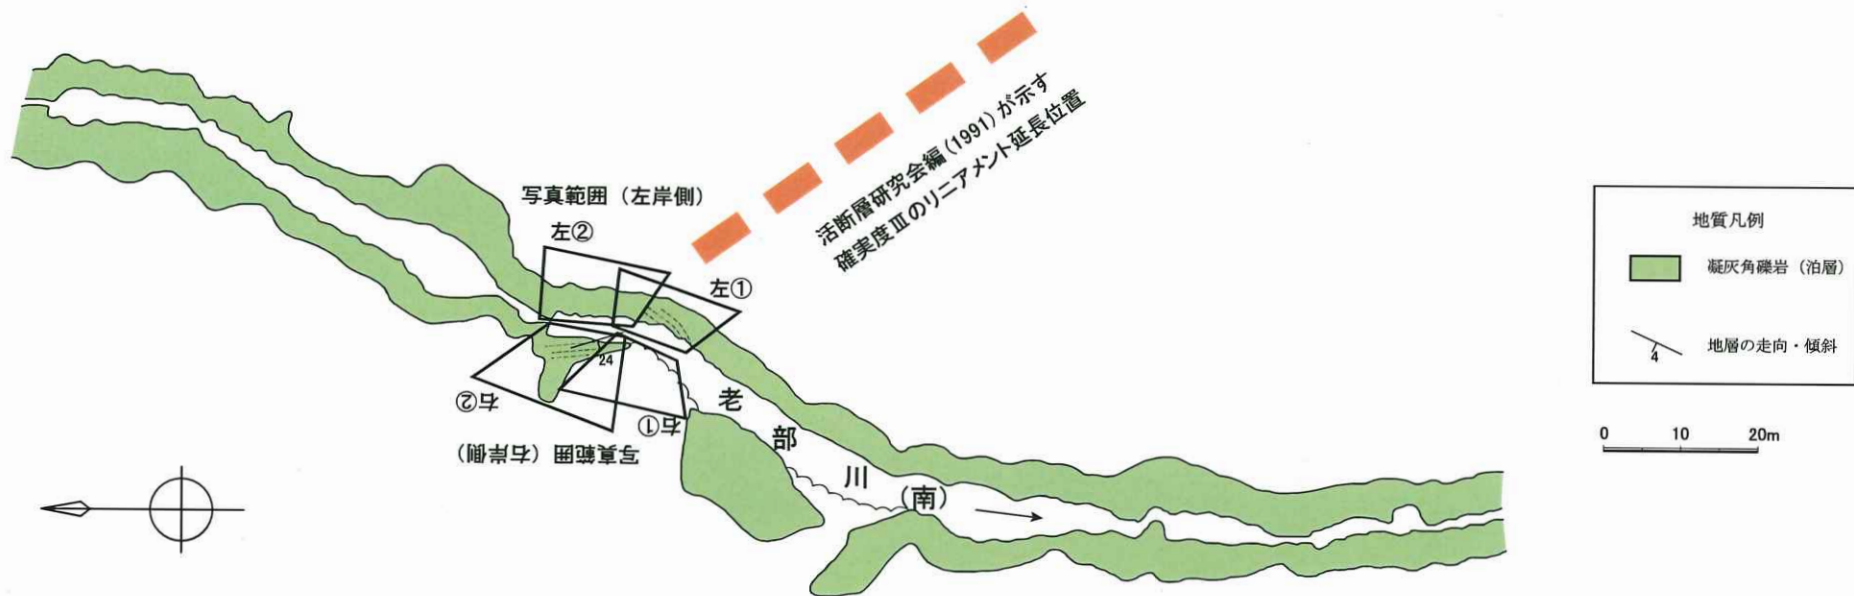 活断層研究会編(1991)が示す
確実度Ⅲのリニアメント延長位置
写真範囲（左岸側）
左②
左①
24
右②
右①
写真範囲（右岸側）
老部川（南）
地質凡例
凝灰角礫岩（泊層）
4
地層の走向・傾斜
0 10 20m